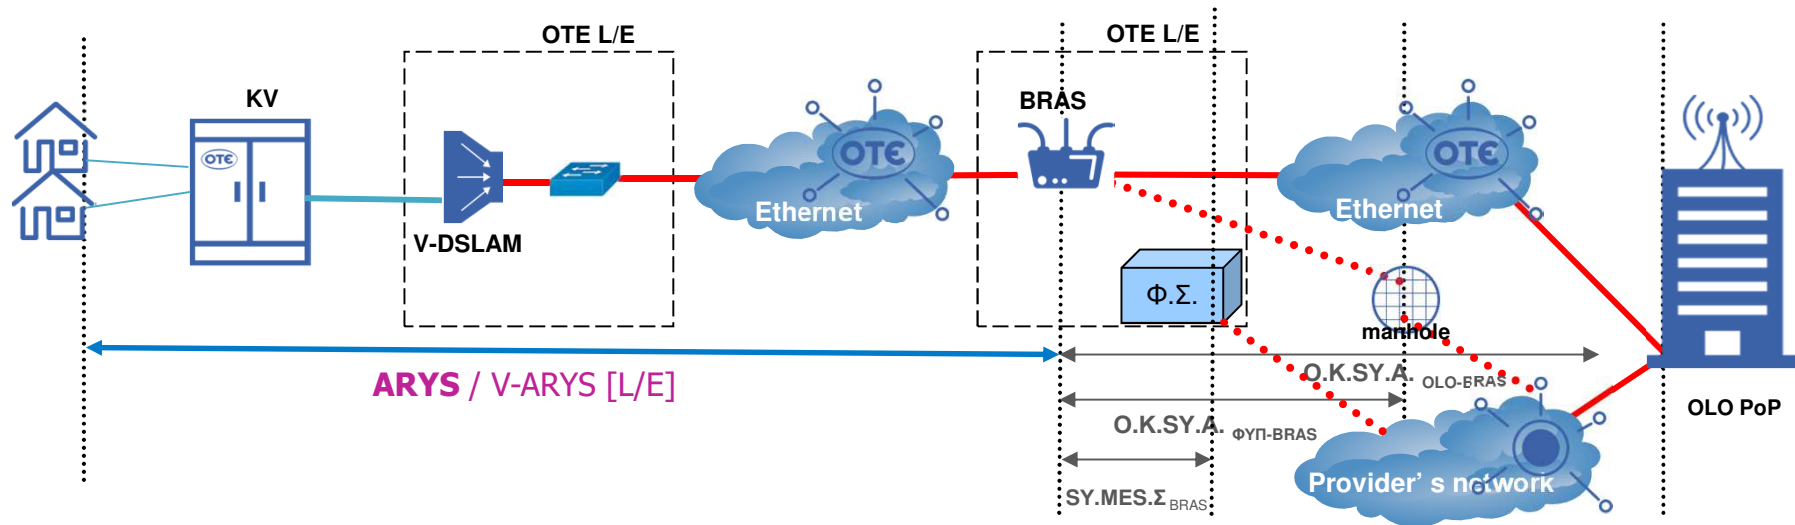 OTE L/E
OTE L/E
KV
BRAS
OTE
OTE
OTE
Ethernet
Ethernet
V-DSLAM
Φ.Σ.
manhole
ARYS / V-ARYS [L/E]
O.K.SY.A. OLO-BRAS
OLO PoP
O.K.SY.A. ΦΥΠ-BRAS
Provider' s network
SY.MES.Σ BRAS